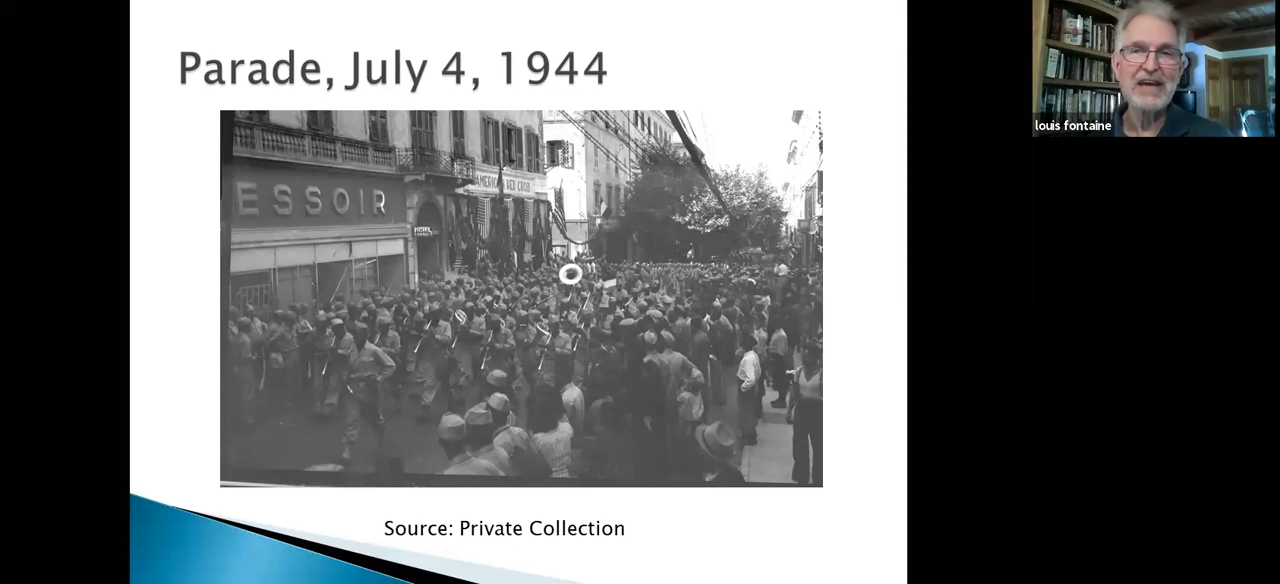 Parade, July 4, 1944
ESSOIR
AMERICAN RED CROSS
Source: Private Collection
louis fontaine